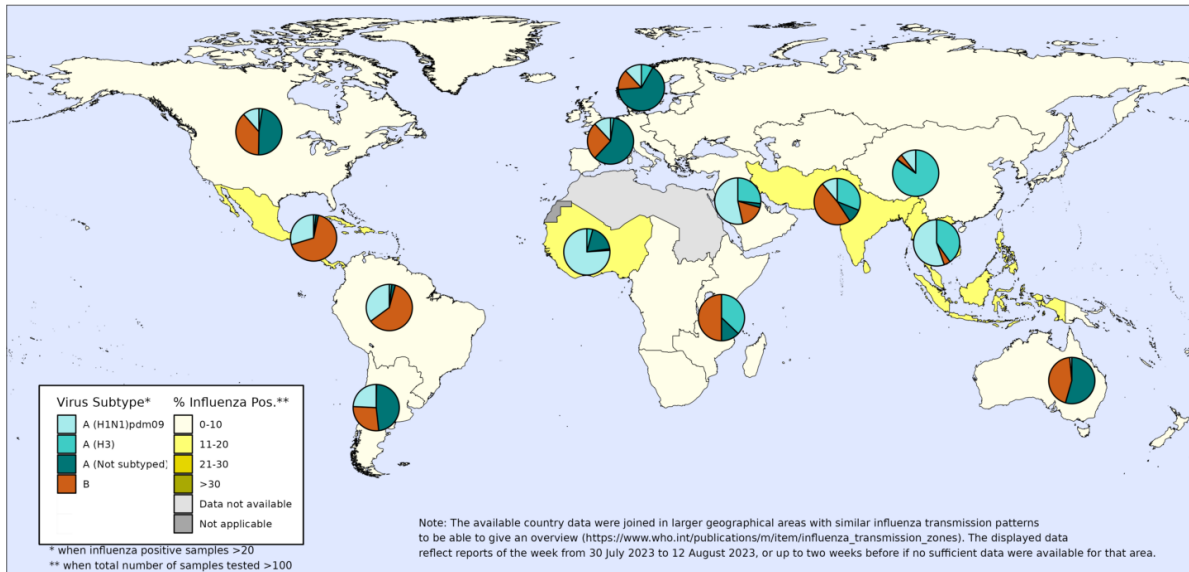 Virus Subtype*
A (H1N1)pdm09
A (H3)
A (Not subtyped)
B
% Influenza Pos.**
0-10
11-20
21-30
>30
Data not available
Not applicable
* when influenza positive samples >20
** when total number of samples tested >100
Note: The available country data were joined in larger geographical areas with similar influenza transmission patterns
to be able to give an overview (https://www.who.int/publications/m/item/influenza_transmission_zones). The displayed data
reflect reports of the week from 30 July 2023 to 12 August 2023, or up to two weeks before if no sufficient data were available for that area.